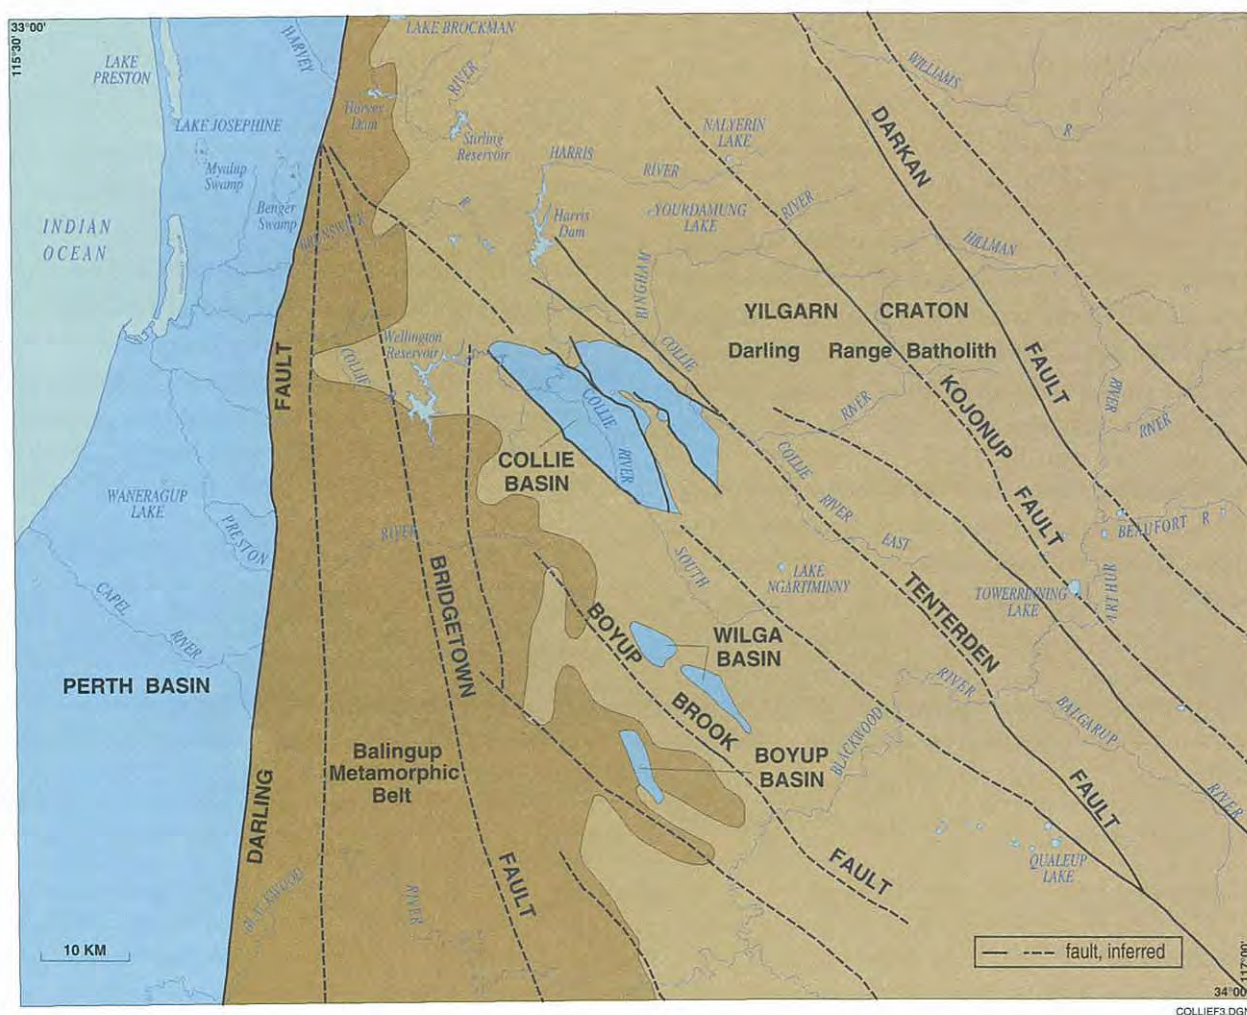 33°00'
115°30'
LAKE
PRESTON
HARVEY
LAKE BROCKMAN
RIVER
WILLIAMS
R
Harvey
Dam
LAKE JOSEPHINE
Stirling
Reservoir
NALYERIN
LAKE
DARKAN
Myalup
Swamp
HARRIS
RIVER
Benger
Swamp
BRUNSWICK
R
Harris
Dam
YOURDAMUNG
LAKE
RIVER
HILLMAN
INDIAN
OCEAN
BINGHAM
YILGARN CRATON
Darling Range Batholith
Wellington
Reservoir
COLLIE
R
COLLIE
FAULT
FAULT
KOJONUP
RIVER
RIVER
RIVER
COLLIE
RIVER
COLLIE
BASIN
COLLIE
RIVER
EAST
FAULT
BEAUFORT R
WANERAGUP
LAKE
PRESTON
RIVER
SOUTH
LAKE
NGARTIMINNY
TOWERRINNING
LAKE
ARTHUR
CAPEL
RIVER
BRIDGETOWN
BOYUP
BROOK
WILGA
BASIN
TENTERDEN
RIVER
BALGARUP
RIVER
PERTH BASIN
Balingup
Metamorphic
Belt
BOYUP
BASIN
BLACKWOOD
FAULT
DARLING
FAULT
FAULT
QUALEUP
LAKE
BLACKWOOD
RIVER
10 KM
fault, inferred
117°00'
34°00'
COLLIEF3.DGN